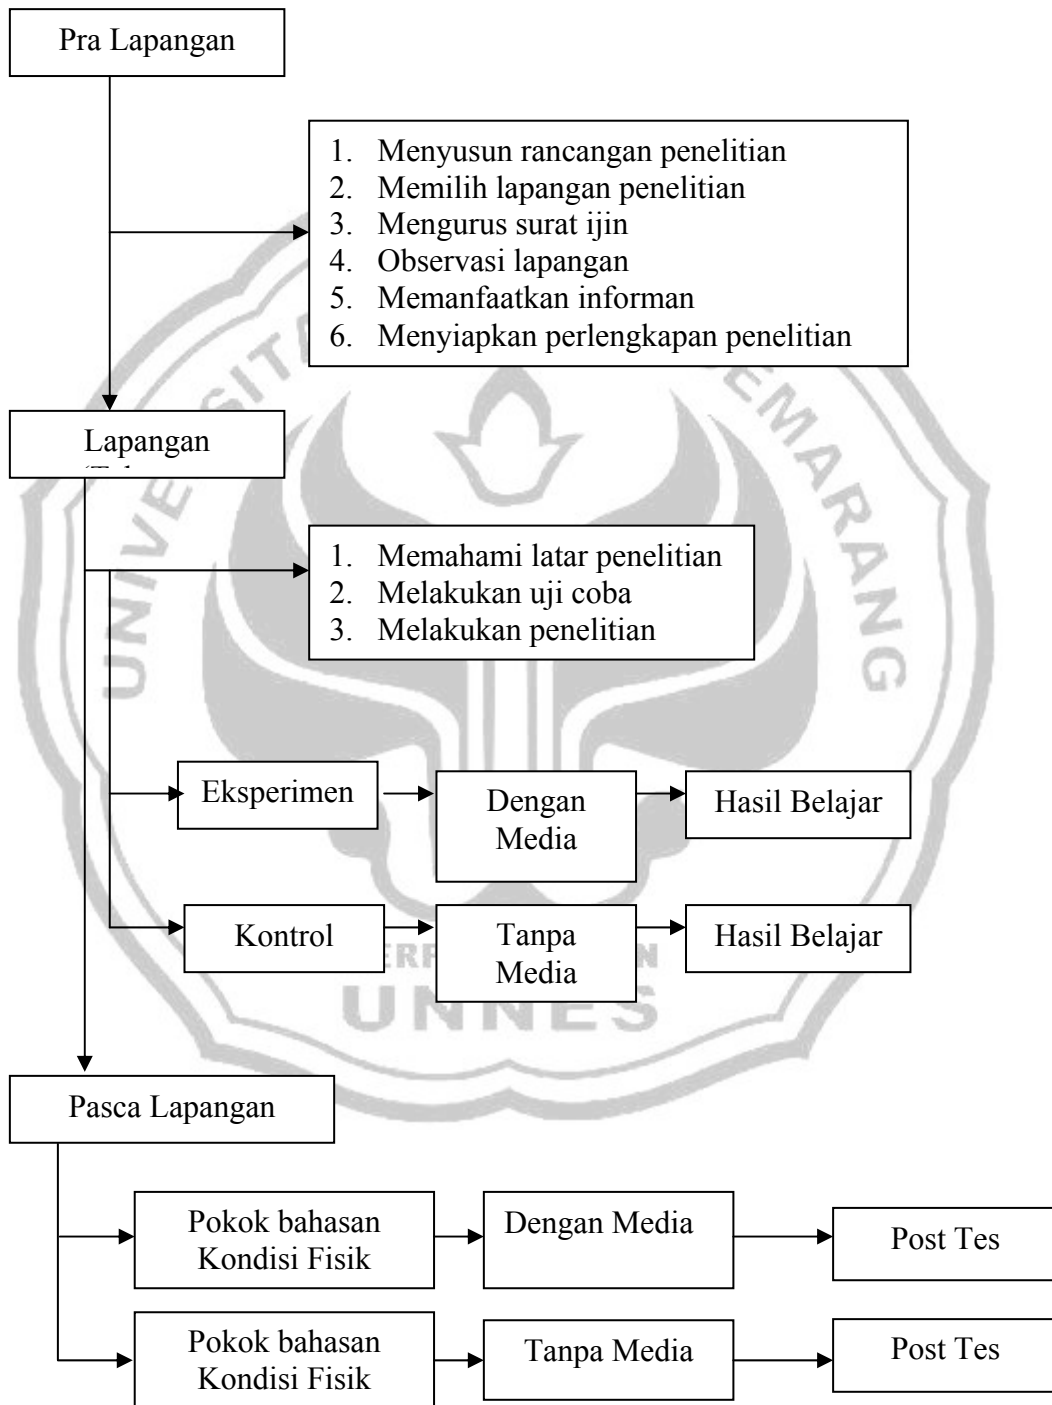 Pra Lapangan
1. Menyusun rancangan penelitian
2. Memilih lapangan penelitian
3. Mengurus surat ijin
4. Observasi lapangan
5. Memanfaatkan informan
6. Menyiapkan perlengkapan penelitian
Lapangan
1. Memahami latar penelitian
2. Melakukan uji coba
3. Melakukan penelitian
Eksperimen
Dengan
Media
Hasil Belajar
Kontrol
Tanpa
Media
Hasil Belajar
UNNES
Pasca Lapangan
Pokok bahasan
Kondisi Fisik
Dengan Media
Post Tes
Pokok bahasan
Kondisi Fisik
Tanpa Media
Post Tes